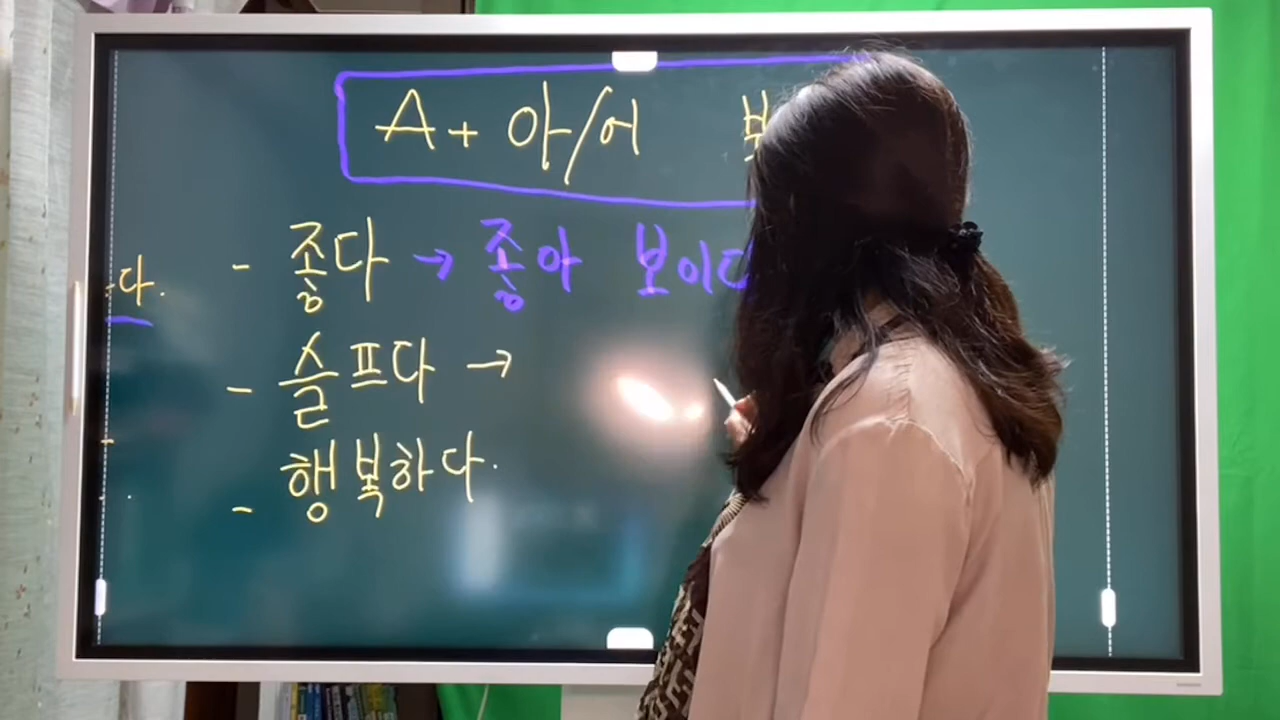 A + 아/어
- 좋다 → 좋아 보이다
다.
- 슬프다 →
- 행복하다.